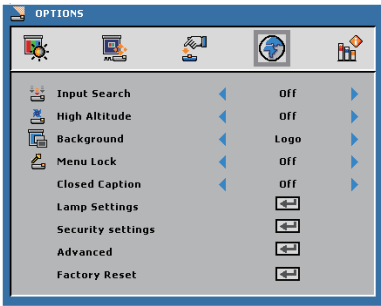 OPTIONS
Input Search Off
High Altitude Off
Background Logo
Menu Lock Off
Closed Caption Off
Lamp Settings
Security settings
Advanced
Factory Reset